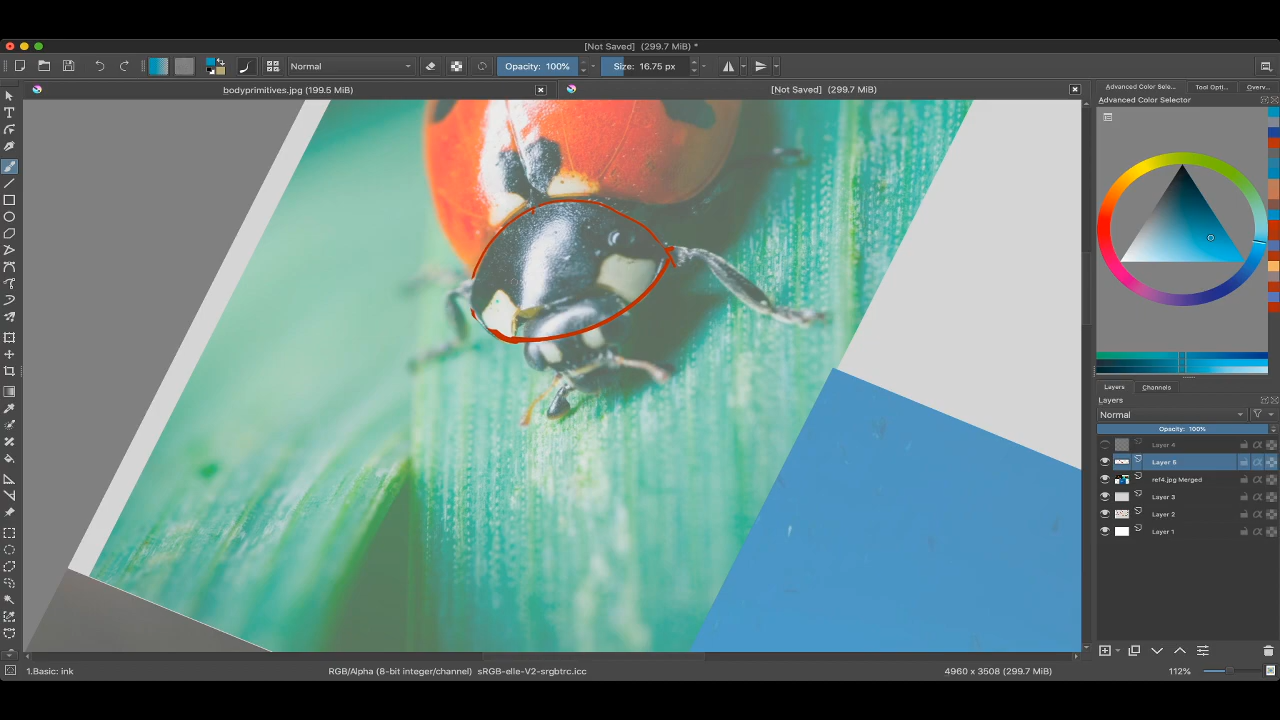 [Not Saved] (299.7 MiB) *
Normal
Opacity: 100%
Size: 16.75 px
bodyprimitives.jpg (199.5 MiB)
[Not Saved] (299.7 MiB)
Advanced Color Sele...
Tool Opti...
Overv...
Advanced Color Selector
Layers
Channels
Layers
Normal
Opacity: 100%
Layer 4
Layer 5
ref4.jpg Merged
Layer 3
Layer 2
Layer 1
1.Basic: ink
RGB/Alpha (8-bit integer/channel) sRGB-elle-V2-srgbtrc.icc
4960 x 3508 (299.7 MiB)
112%